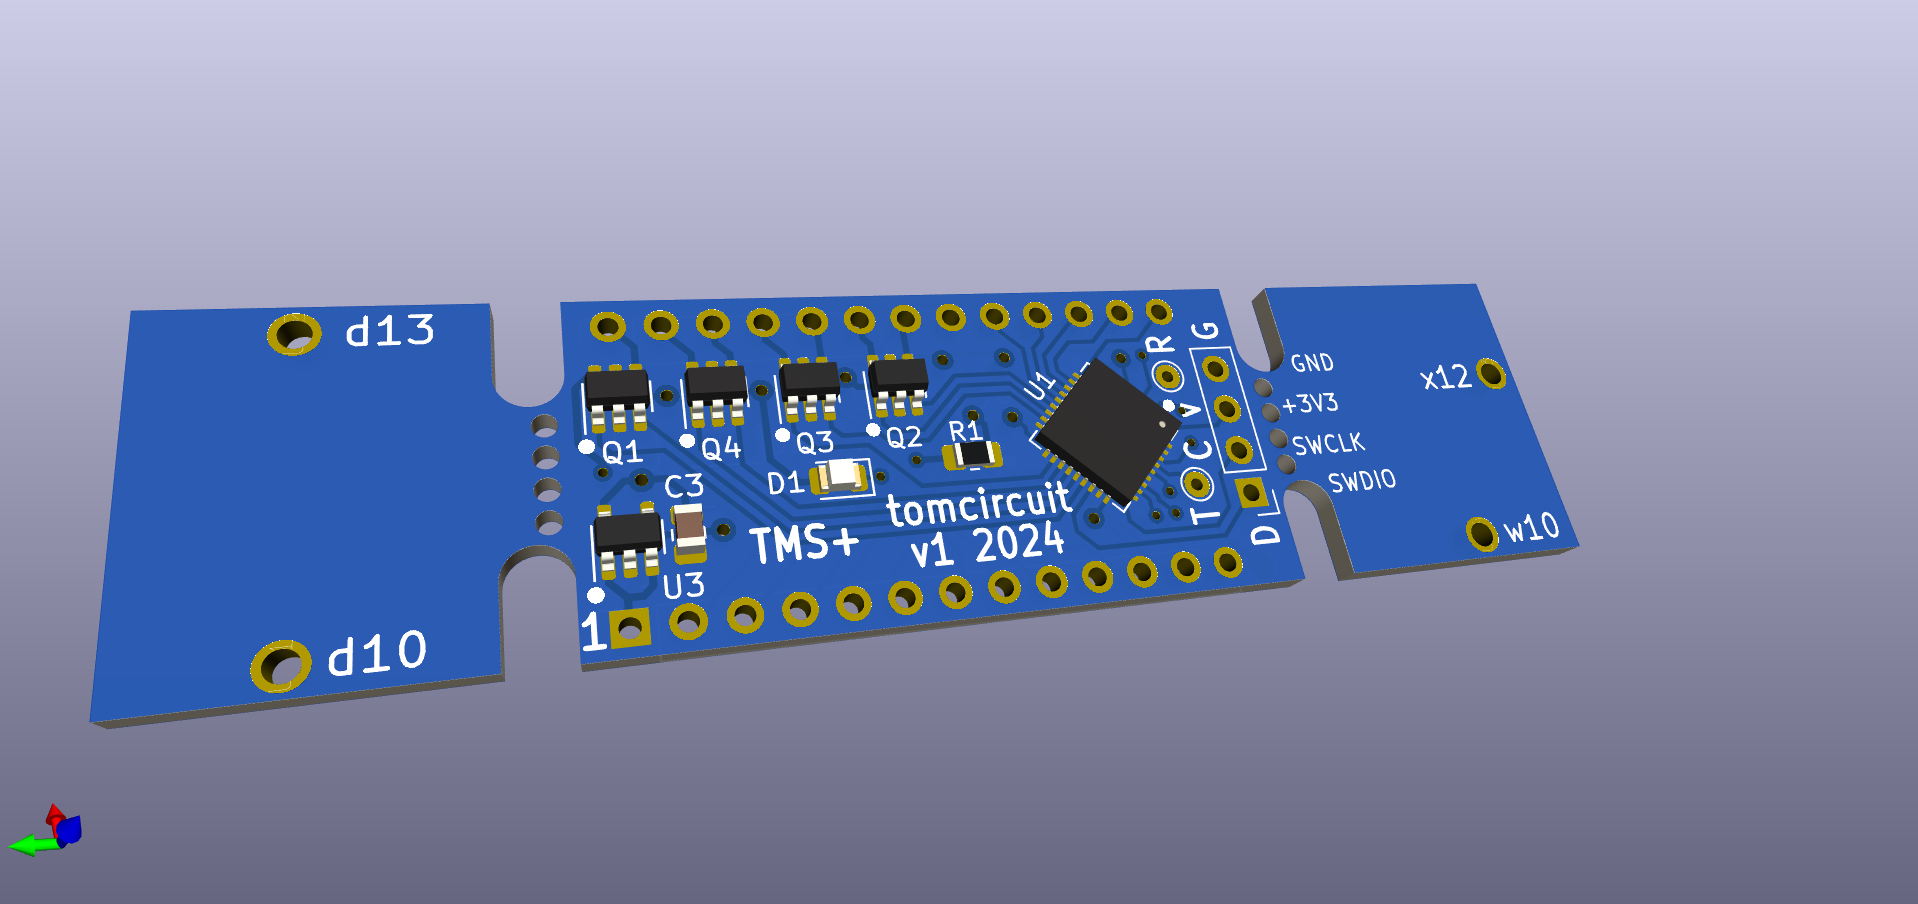 d13
d10
Q1
Q4
Q3
Q2
R1
U1
D1
C3
U3
1
TMS+
tomcircuit
v1 2024
R
G
V
C
T
D
GND
+3V3
SWCLK
SWDIO
x12
w10